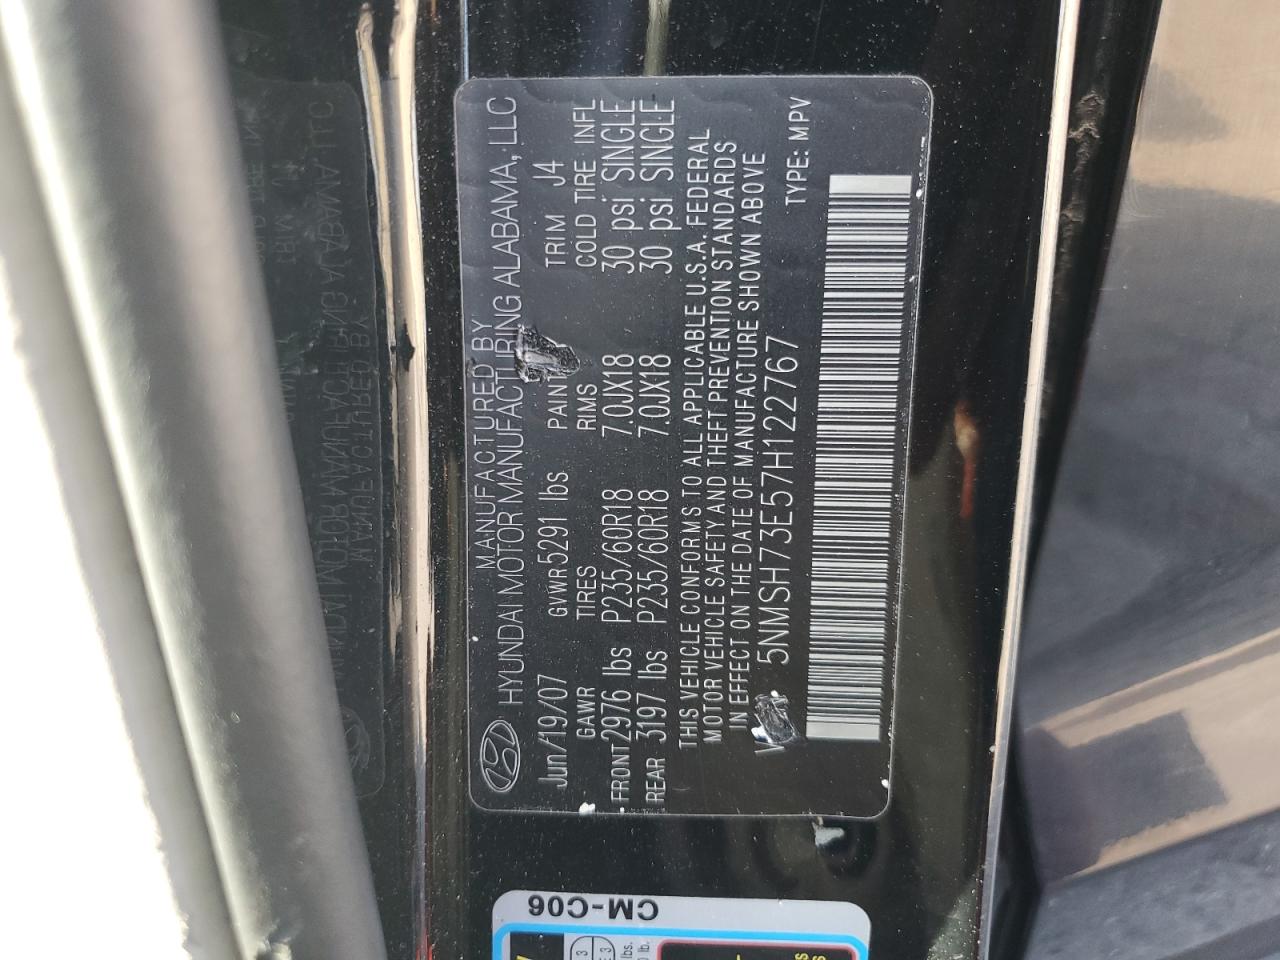 MANUFACTURED BY
HYUNDAI MOTOR MANUFACTURING ALABAMA, LLC
Jun/19/07 GVWR 5291 lbs PAINT TRIM J4
GAWR TIRES RIMS COLD TIRE INFL
FRONT 2976 lbs P235/60R18 7.0JX18 30 psi SINGLE
REAR 3197 lbs P235/60R18 7.0JX18 30 psi SINGLE
THIS VEHICLE CONFORMS TO ALL APPLICABLE U.S.A. FEDERAL
MOTOR VEHICLE SAFETY AND THEFT PREVENTION STANDARDS
IN EFFECT ON THE DATE OF MANUFACTURE SHOWN ABOVE
5NMSH73E57H122767 TYPE: MPV
CM-C06